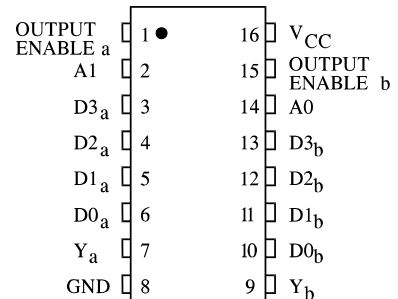 OUTPUT ENABLE a 1 16 VCC
A1 2 15 OUTPUT ENABLE b
D3a 3 14 A0
D2a 4 13 D3b
D1a 5 12 D2b
D0a 6 11 D1b
Ya 7 10 D0b
GND 8 9 Yb